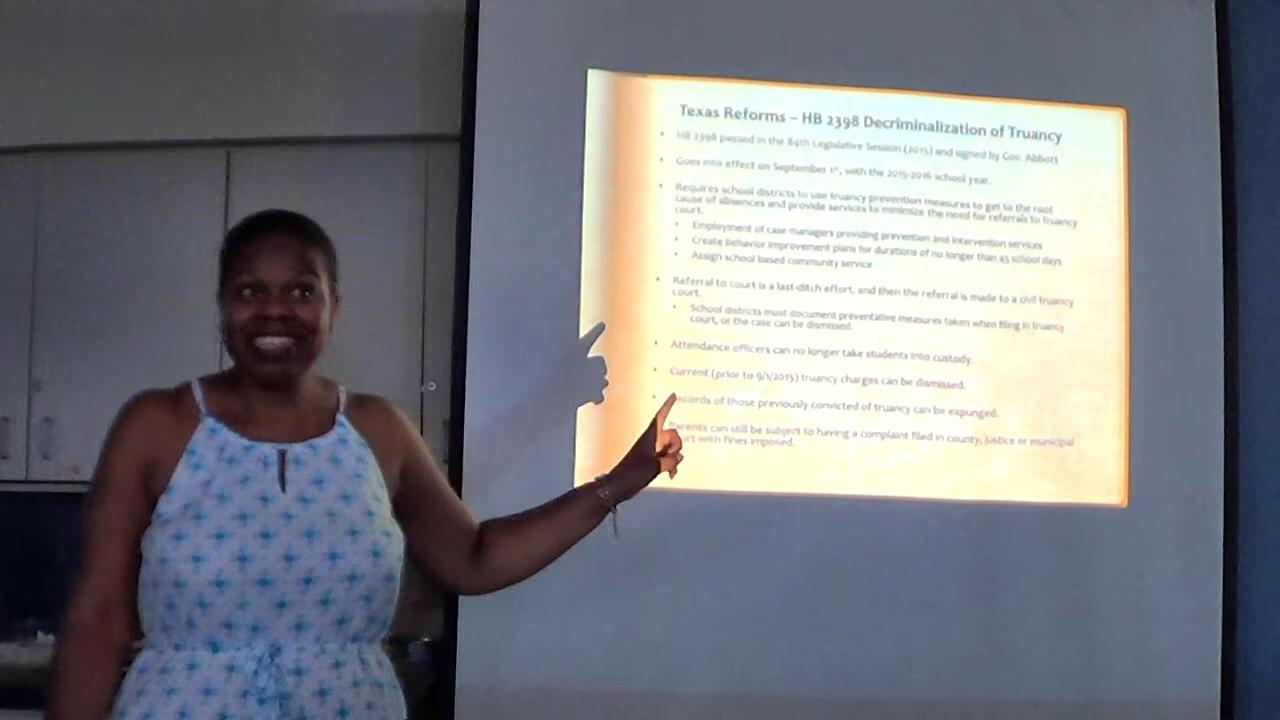 Texas Reforms – HB 2398 Decriminalization of Truancy
HB 2398 passed in the 84th Legislative Session (2015) and signed by Gov. Abbott
Goes into effect on September 1st, with the 2015-2016 school year.
Requires school districts to use truancy prevention measures to get to the root
cause of absences and provide services to minimize the need for referrals to truancy
court.
Employment of case managers providing prevention and intervention services
Create behavior improvement plans for durations of no longer than 45 school days
Assign school based community service
Referral to court is a last-ditch effort, and then the referral is made to a civil truancy
court.
School districts must document preventative measures taken when filing in truancy
court, or the case can be dismissed.
Attendance officers can no longer take students into custody.
Current (prior to 9/1/2015) truancy charges can be dismissed.
Records of those previously convicted of truancy can be expunged.
Parents can still be subject to having a complaint filed in county, justice or municipal
court with fines imposed.